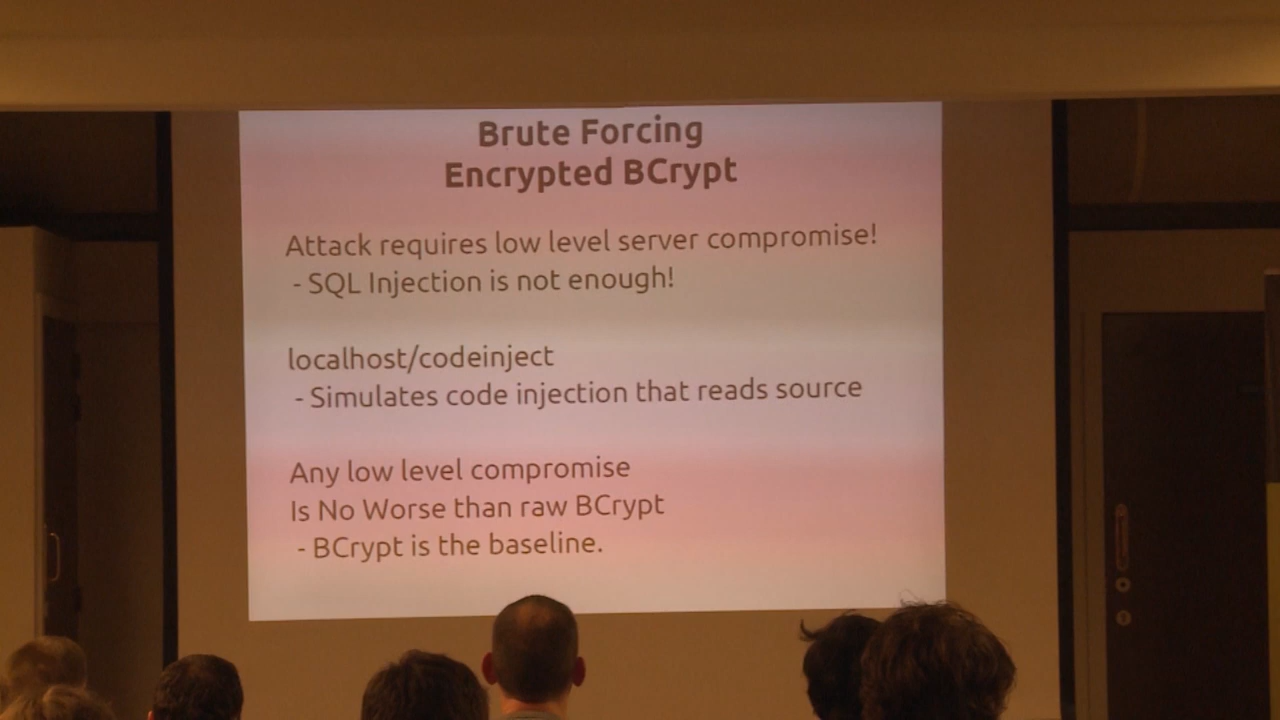 Brute Forcing
Encrypted BCrypt
Attack requires low level server compromise!
- SQL Injection is not enough!
localhost/codeinject
- Simulates code injection that reads source
Any low level compromise
Is No Worse than raw BCrypt
- BCrypt is the baseline.